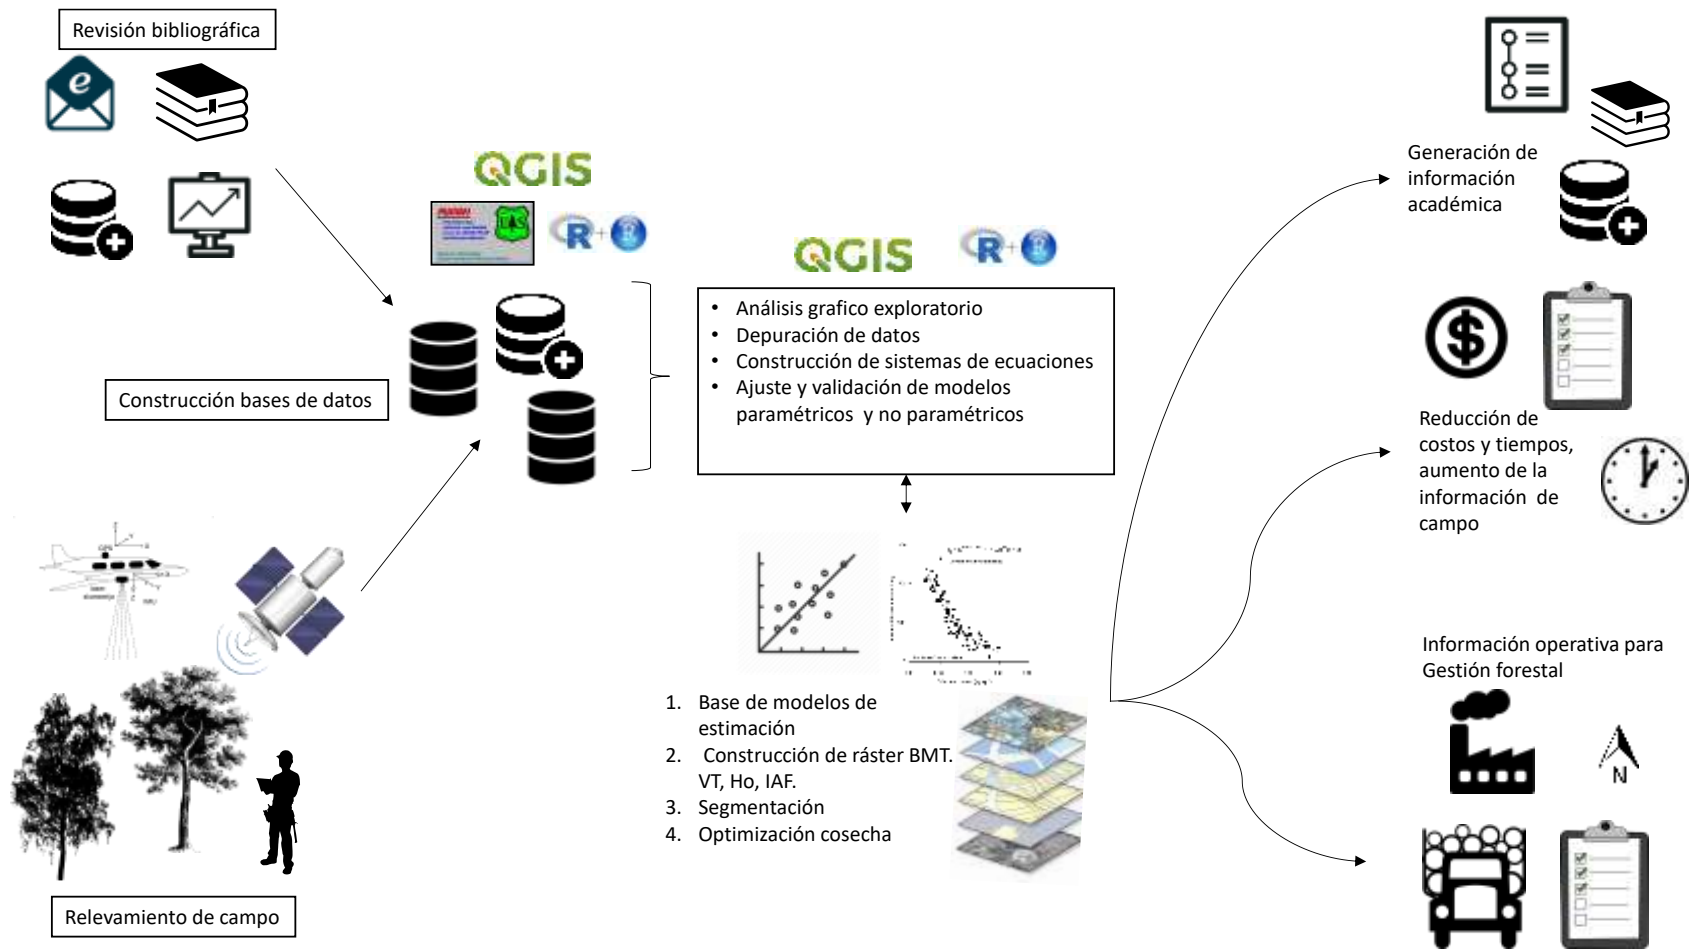 Revisión bibliográfica
e
QGIS
FUSION
UAS
R + R
Construcción bases de datos
Relevamiento de campo
QGIS
R + R
• Análisis grafico exploratorio
• Depuración de datos
• Construcción de sistemas de ecuaciones
• Ajuste y validación de modelos
paramétricos y no paramétricos
1. Base de modelos de
estimación
2. Construcción de ráster BMT.
VT, Ho, IAF.
3. Segmentación
4. Optimización cosecha
Generación de
información
académica
$
Reducción de
costos y tiempos,
aumento de la
información de
campo
Información operativa para
Gestión forestal
N